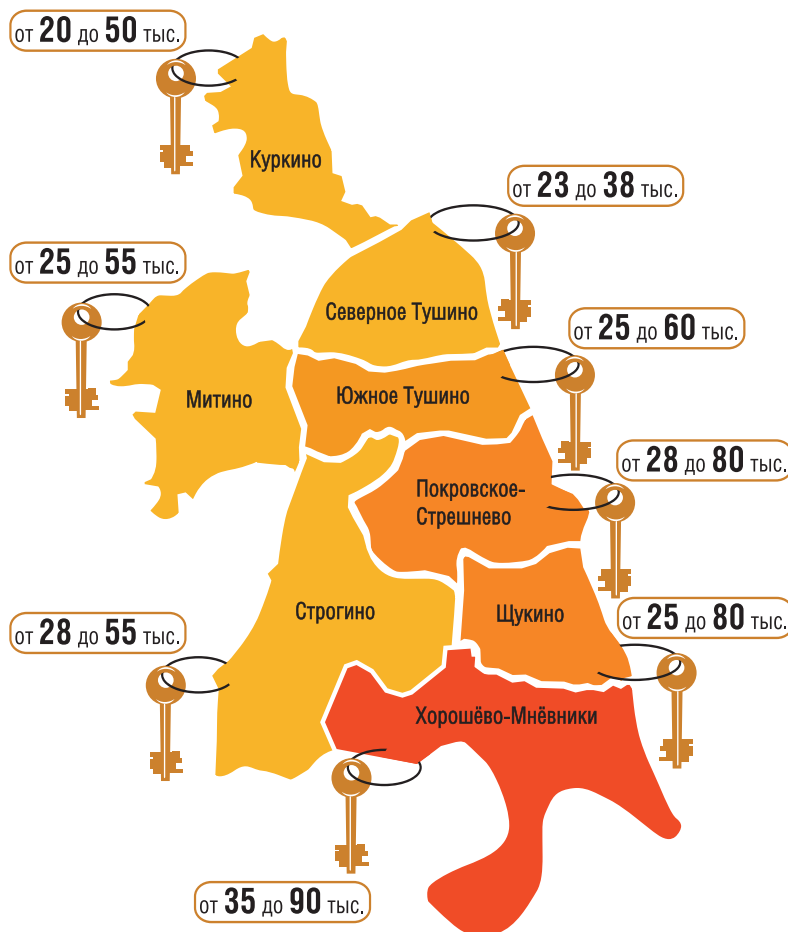 от 20 до 50 тыс.
Куркино
от 23 до 38 тыс.
от 25 до 55 тыс.
Северное Тушино
от 25 до 60 тыс.
Митино
Южное Тушино
от 28 до 80 тыс.
Покровское-
Стрешнево
Строгино
Щукино
от 28 до 55 тыс.
от 25 до 80 тыс.
Хорошёво-Мнёвники
от 35 до 90 тыс.